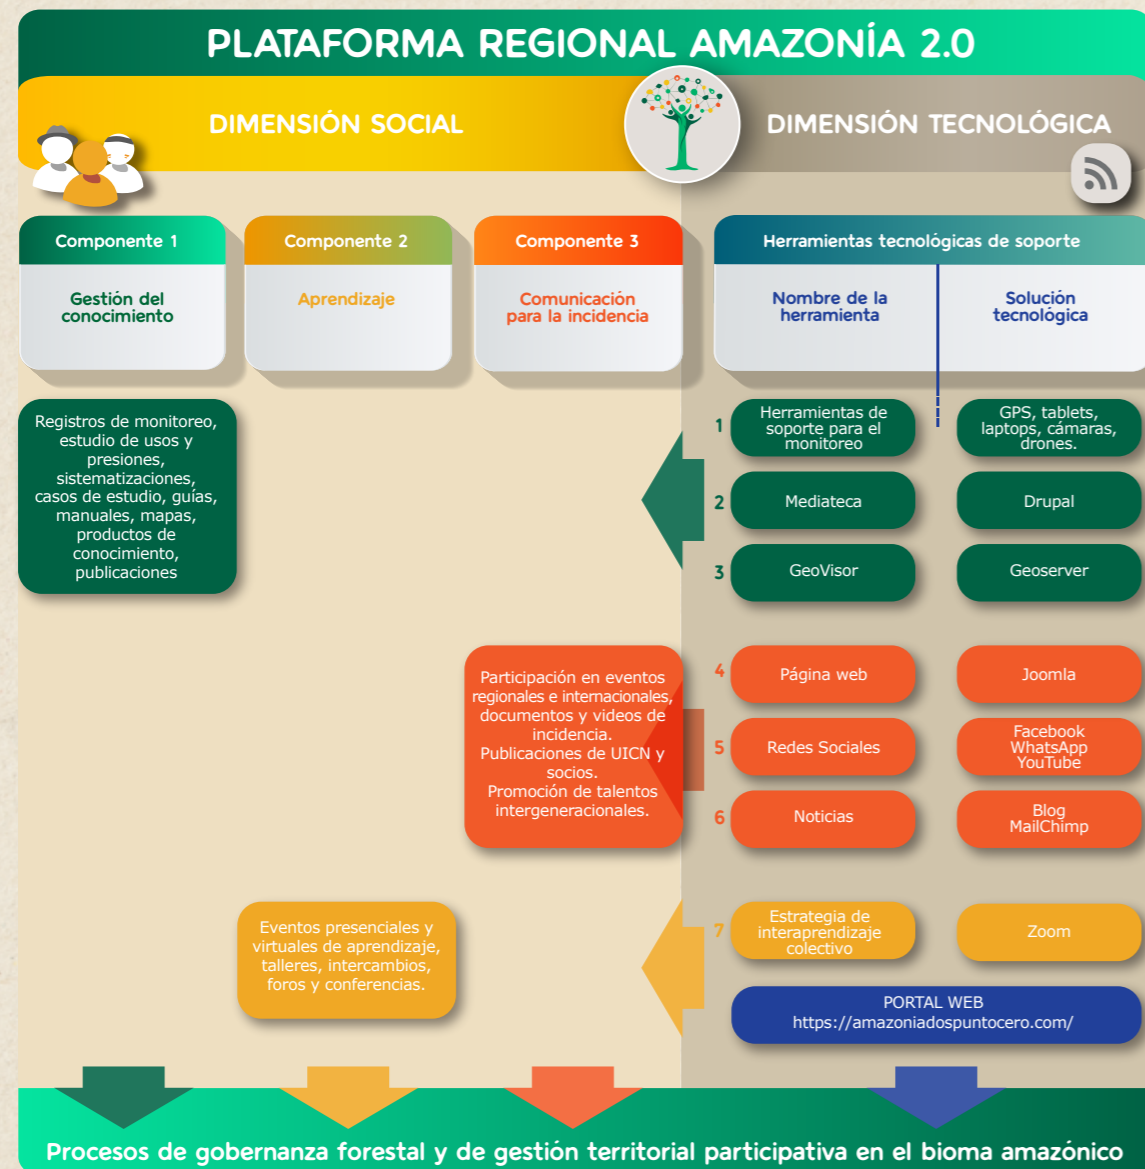 PLATAFORMA REGIONAL AMAZONÍA 2.0
DIMENSIÓN SOCIAL
DIMENSIÓN TECNOLÓGICA
Componente 1
Gestión del
conocimiento
Componente 2
Aprendizaje
Componente 3
Comunicación
para la incidencia
Herramientas tecnológicas de soporte
Nombre de la
herramienta
Solución
tecnológica
Registros de monitoreo,
estudio de usos y
presiones,
sistematizaciones,
casos de estudio, guías,
manuales, mapas,
productos de
conocimiento,
publicaciones
1
Herramientas de
soporte para el
monitoreo
GPS, tablets,
laptops, cámaras,
drones.
2
Mediateca
Drupal
3
GeoVisor
Geoserver
Participación en eventos
regionales e internacionales,
documentos y videos de
incidencia.
Publicaciones de UICN y
socios.
Promoción de talentos
intergeneracionales.
4
Página web
Joomla
5
Redes Sociales
Facebook
WhatsApp
YouTube
6
Noticias
Blog
MailChimp
Eventos presenciales y
virtuales de aprendizaje,
talleres, intercambios,
foros y conferencias.
7
Estrategia de
interaprendizaje
colectivo
Zoom
PORTAL WEB
https://amazoniadospuntocero.com/
Procesos de gobernanza forestal y de gestión territorial participativa en el bioma amazónico